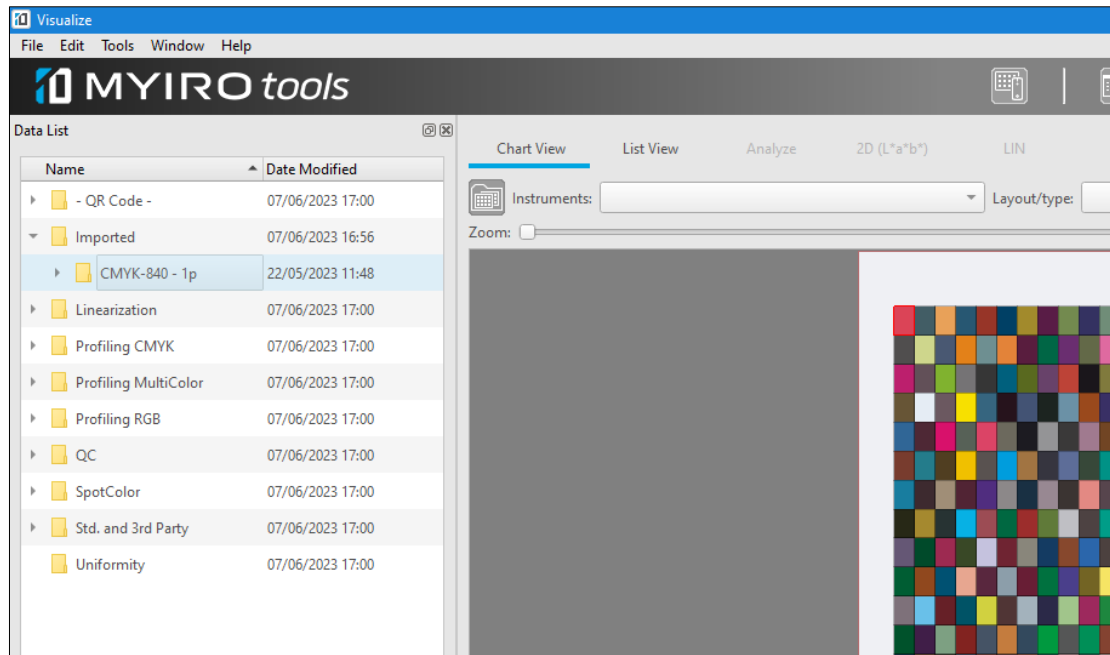 Visualize
File Edit Tools Window Help
MYIRO tools
Data List
Name Date Modified
- QR Code - 07/06/2023 17:00
Imported 07/06/2023 16:56
CMYK-840 - 1p 22/05/2023 11:48
Linearization 07/06/2023 17:00
Profiling CMYK 07/06/2023 17:00
Profiling MultiColor 07/06/2023 17:00
Profiling RGB 07/06/2023 17:00
QC 07/06/2023 17:00
SpotColor 07/06/2023 17:00
Std. and 3rd Party 07/06/2023 17:00
Uniformity 07/06/2023 17:00
Chart View List View Analyze 2D (L*a*b*) LIN
Instruments: Layout/type:
Zoom: